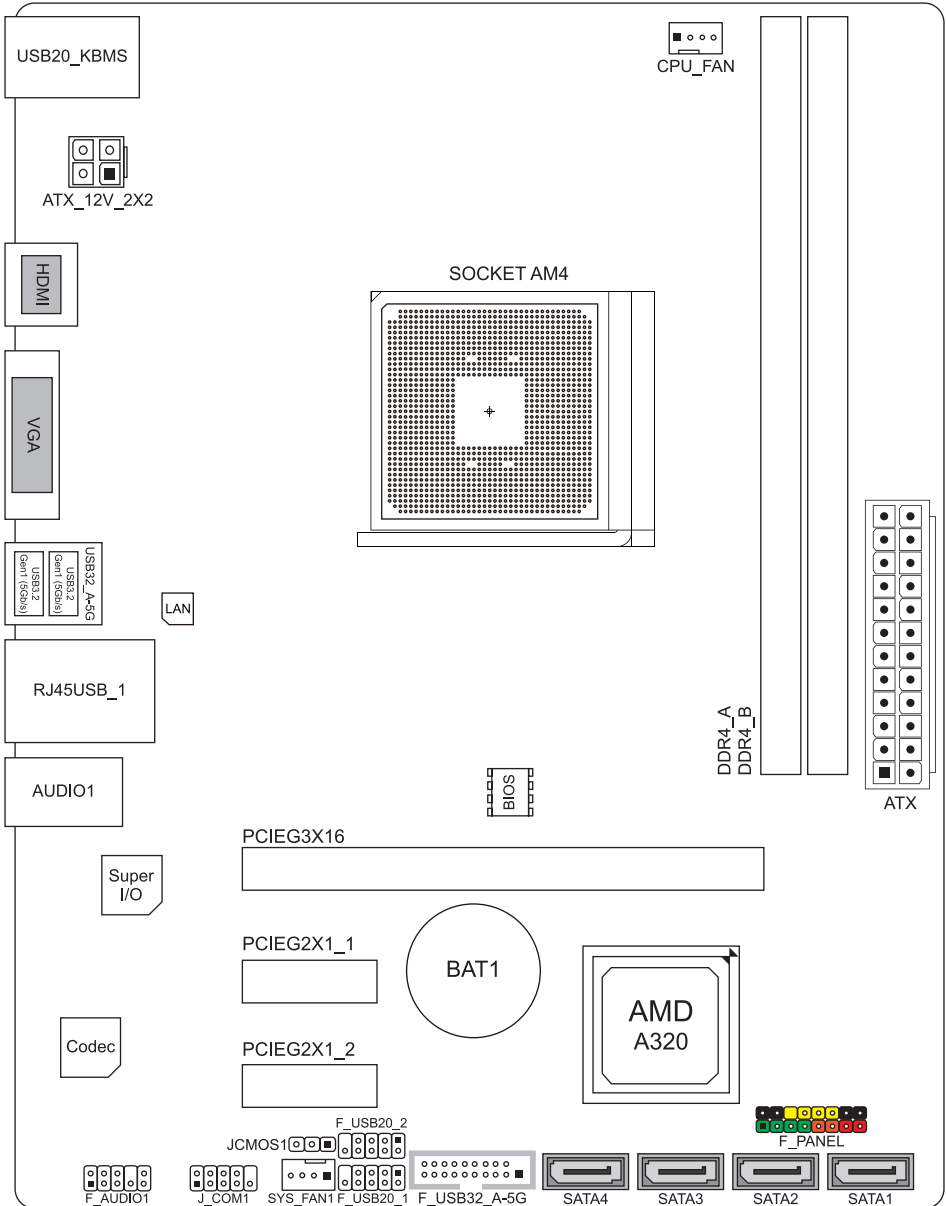 USB20_KBMS
CPU_FAN
ATX_12V_2X2
HDMI
SOCKET AM4
VGA
USB32_A-5G
USB3.2
Gen1 (5Gb/s)
USB3.2
Gen1 (5Gb/s)
LAN
RJ45USB_1
DDR4_A
DDR4_B
AUDIO1
BIOS
ATX
PCIEG3X16
Super
I/O
PCIEG2X1_1
BAT1
AMD
A320
Codec
PCIEG2X1_2
F_USB20_2
JCMOS1
F_PANEL
F_AUDIO1
J_COM1
SYS_FAN1
F_USB20_1
F_USB32_A-5G
SATA4
SATA3
SATA2
SATA1